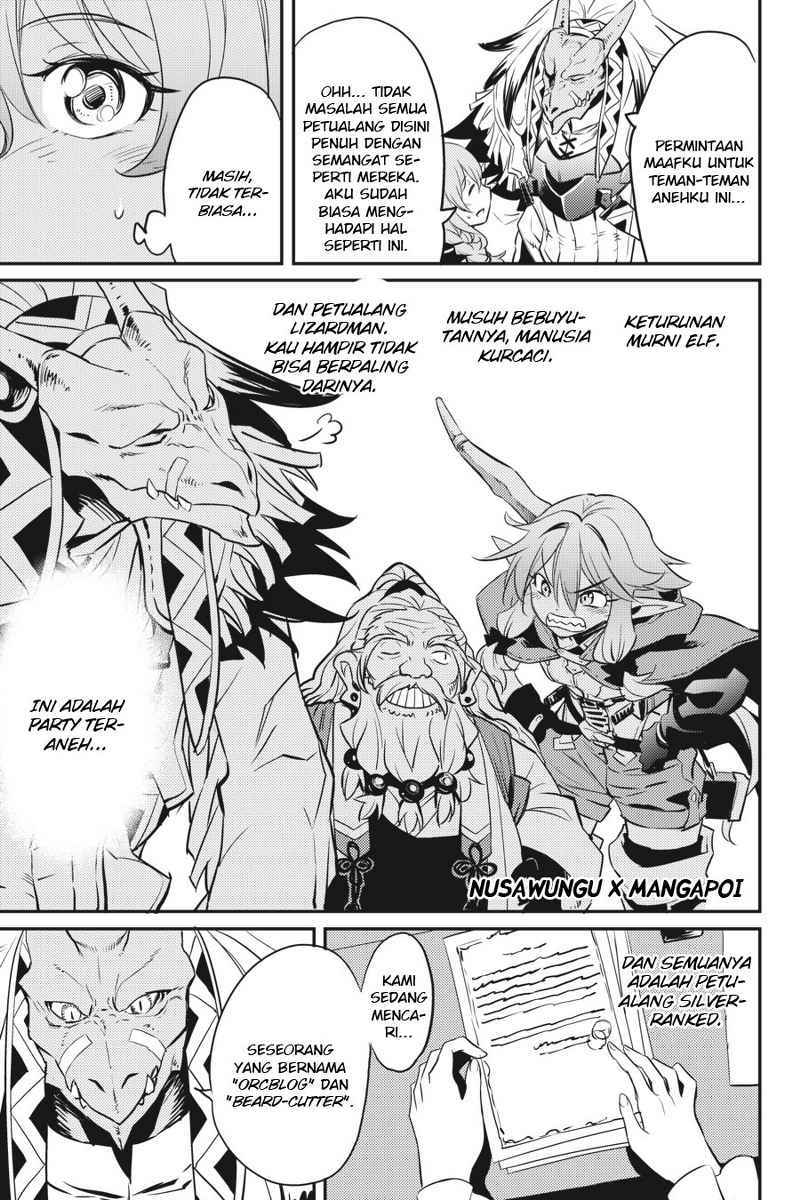 PERMINTAAN
MAAFKU UNTUK
TEMAN-TEMAN
ANEHKU INI...
OHH... TIDAK
MASALAH SEMUA
PETUALANG DISINI
PENUH DENGAN
SEMANGAT SE-
PERTI MEREKA.
AKU SUDAH
BIASA MENG-
HADAPI HAL
SEPERTI INI.
MASIH,
TIDAK TER-
BIASA...
KETURUNAN
MURNI ELF.
MUSUH BEBUYU-
TANNYA, MANUSIA
KURCACI.
DAN PETUALANG
LIZARDMAN.
KAU HAMPIR TIDAK
BISA BERPALING
DARINYA.
INI ADALAH
PARTY TER-
ANEH...
NUSAWUNGU X MANGAPOI
DAN SEMUANYA
ADALAH PETU-
ALANG SILVER-
RANKED.
KAMI
SEDANG
MENCA-
RI...
SESEORANG
YANG BERNAMA
"ORCBLOG" DAN
"BEARD-CUTTER".